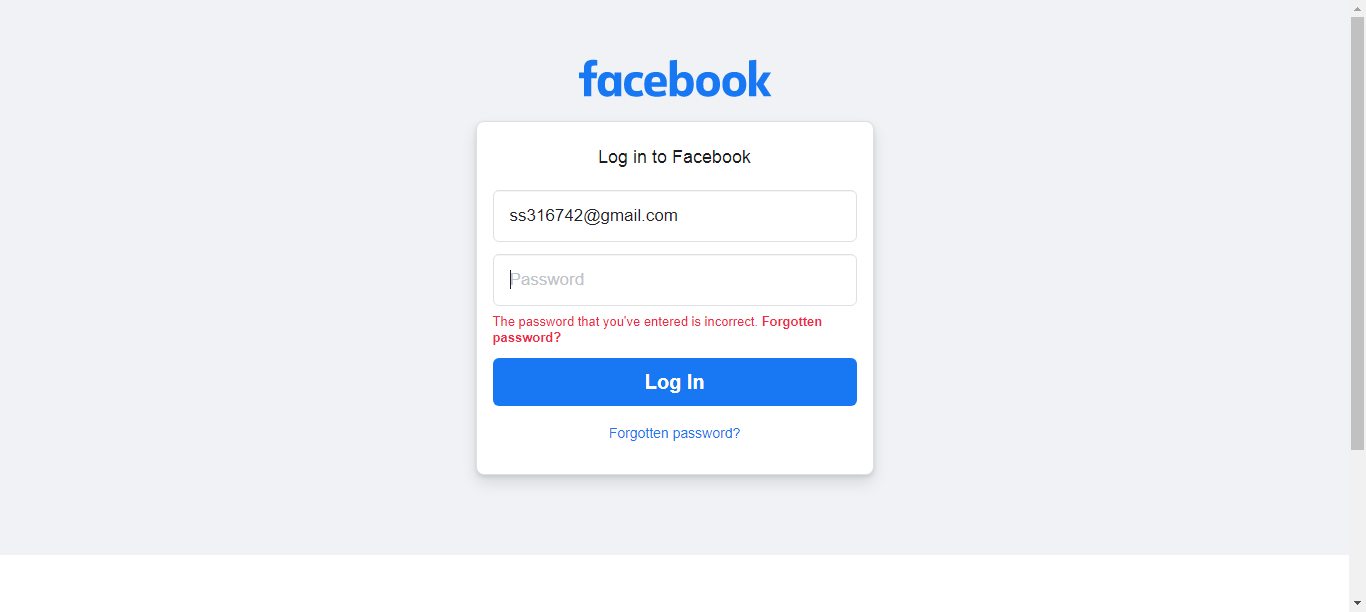 facebook
Log in to Facebook
ss316742@gmail.com
Password
The password that you've entered is incorrect. Forgotten
password?
Log In
Forgotten password?